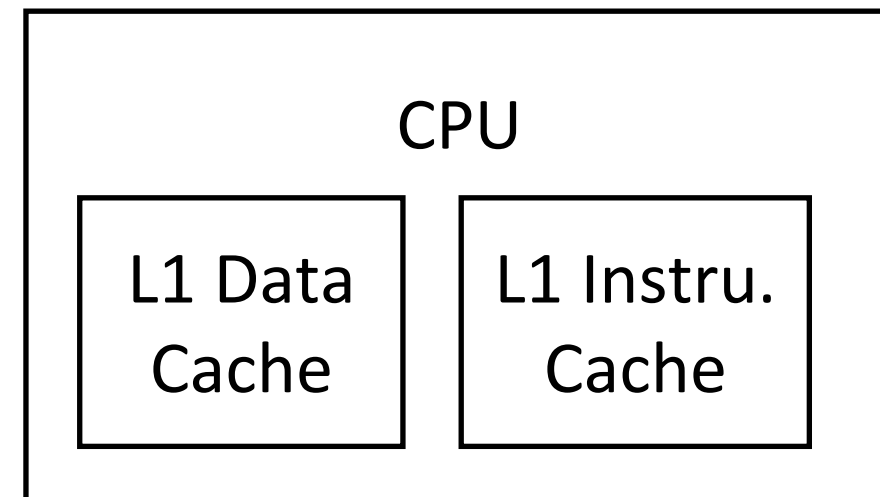 CPU
L1 Data
Cache
L1 Instru.
Cache